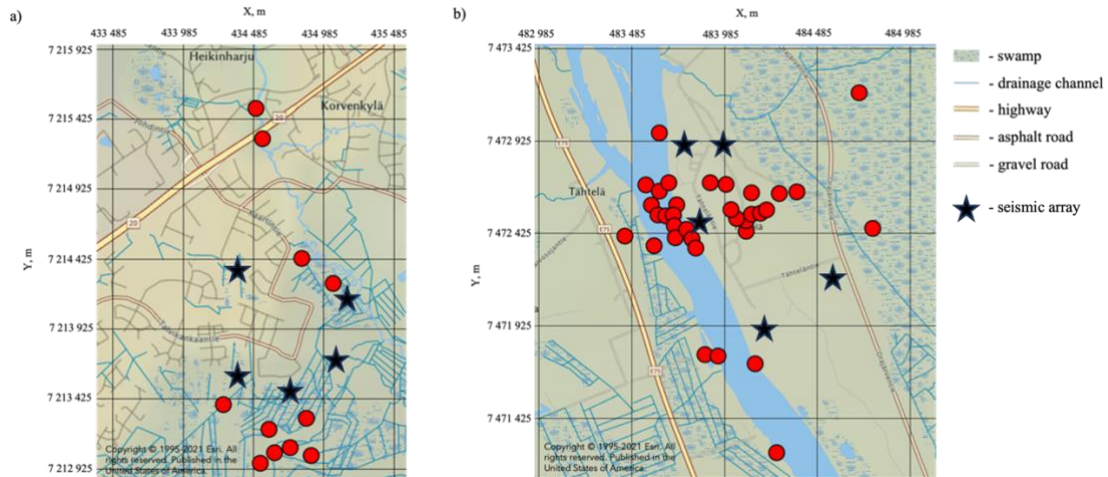 a)
X, m
433 485 433 985 434 485 434 985 435 485
7 215 925
7 215 425
7 214 925
7 214 425
7 213 925
7 213 425
7 212 925
Y, m
Heikinharju
Korvenkylä
20
20
Copyright © 1995-2021 Esri. All
rights reserved. Published in the
United States of America.
b)
X, m
482 985 483 485 483 985 484 485 484 985
7 473 425
7 472 925
7 472 425
7 471 925
7 471 425
Y, m
E75
Tähtelä
E75
Tähteläntie
E75
Copyright © 1995-2021 Esri. All
rights reserved. Published in the
United States of America.
- swamp
- drainage channel
- highway
- asphalt road
- gravel road
- seismic array